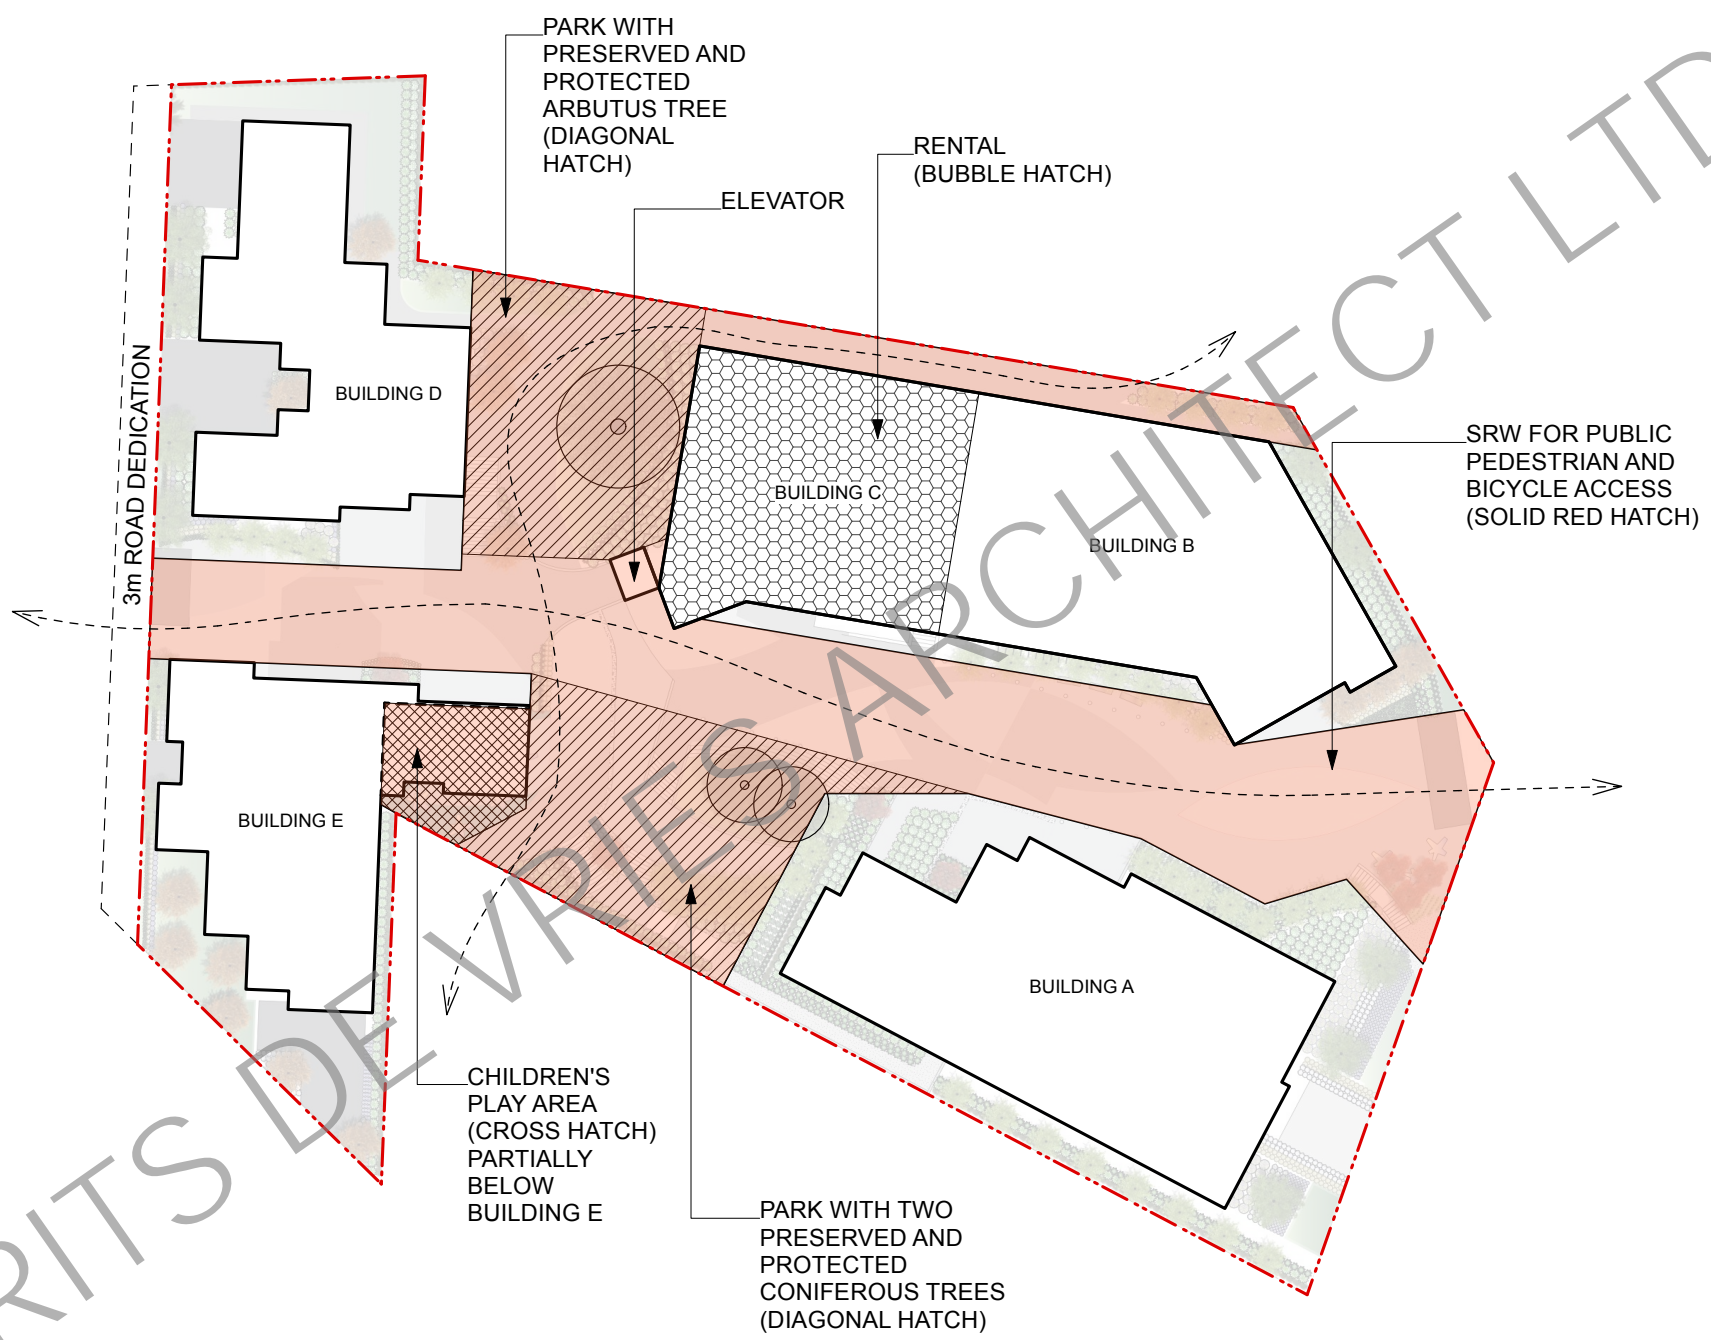 PARK WITH
PRESERVED AND
PROTECTED
ARBUTUS TREE
(DIAGONAL
HATCH)
RENTAL
(BUBBLE HATCH)
ELEVATOR
3m ROAD DEDICATION
BUILDING D
BUILDING C
BUILDING B
SRW FOR PUBLIC
PEDESTRIAN AND
BICYCLE ACCESS
(SOLID RED HATCH)
BUILDING E
BUILDING A
CHILDREN'S
PLAY AREA
(CROSS HATCH)
PARTIALLY
BELOW
BUILDING E
PARK WITH TWO
PRESERVED AND
PROTECTED
CONIFEROUS TREES
(DIAGONAL HATCH)
RITS DE VRIES ARCHITECT LTD